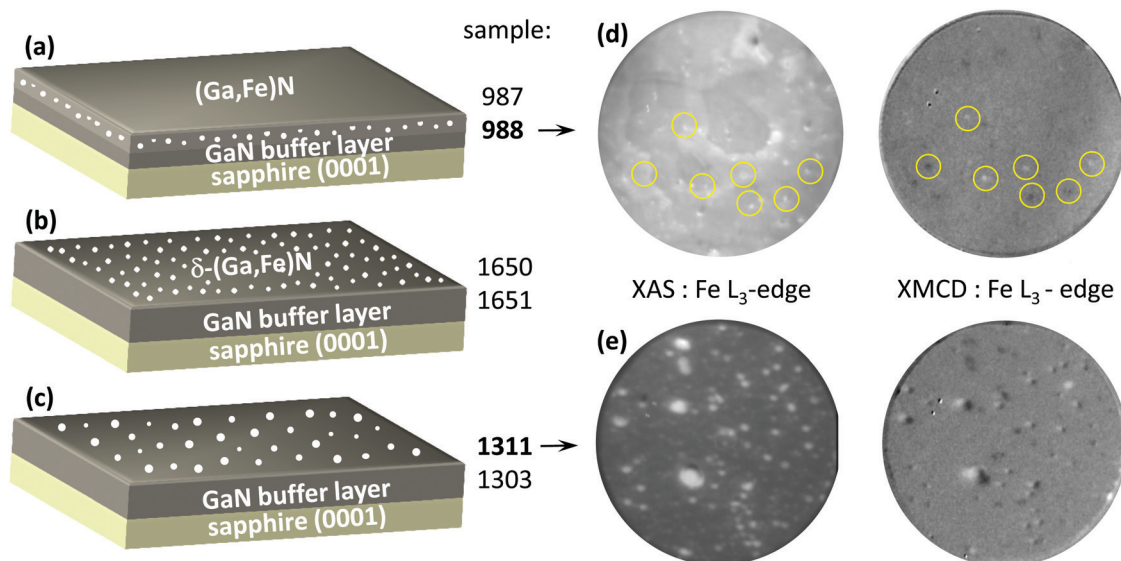 (a)
(Ga,Fe)N
GaN buffer layer
sapphire (0001)
sample:
987
988
(b)
δ-(Ga,Fe)N
GaN buffer layer
sapphire (0001)
1650
1651
(c)
GaN buffer layer
sapphire (0001)
1311
1303
(d)
XAS : Fe L₃-edge
XMCD : Fe L₃ - edge
(e)